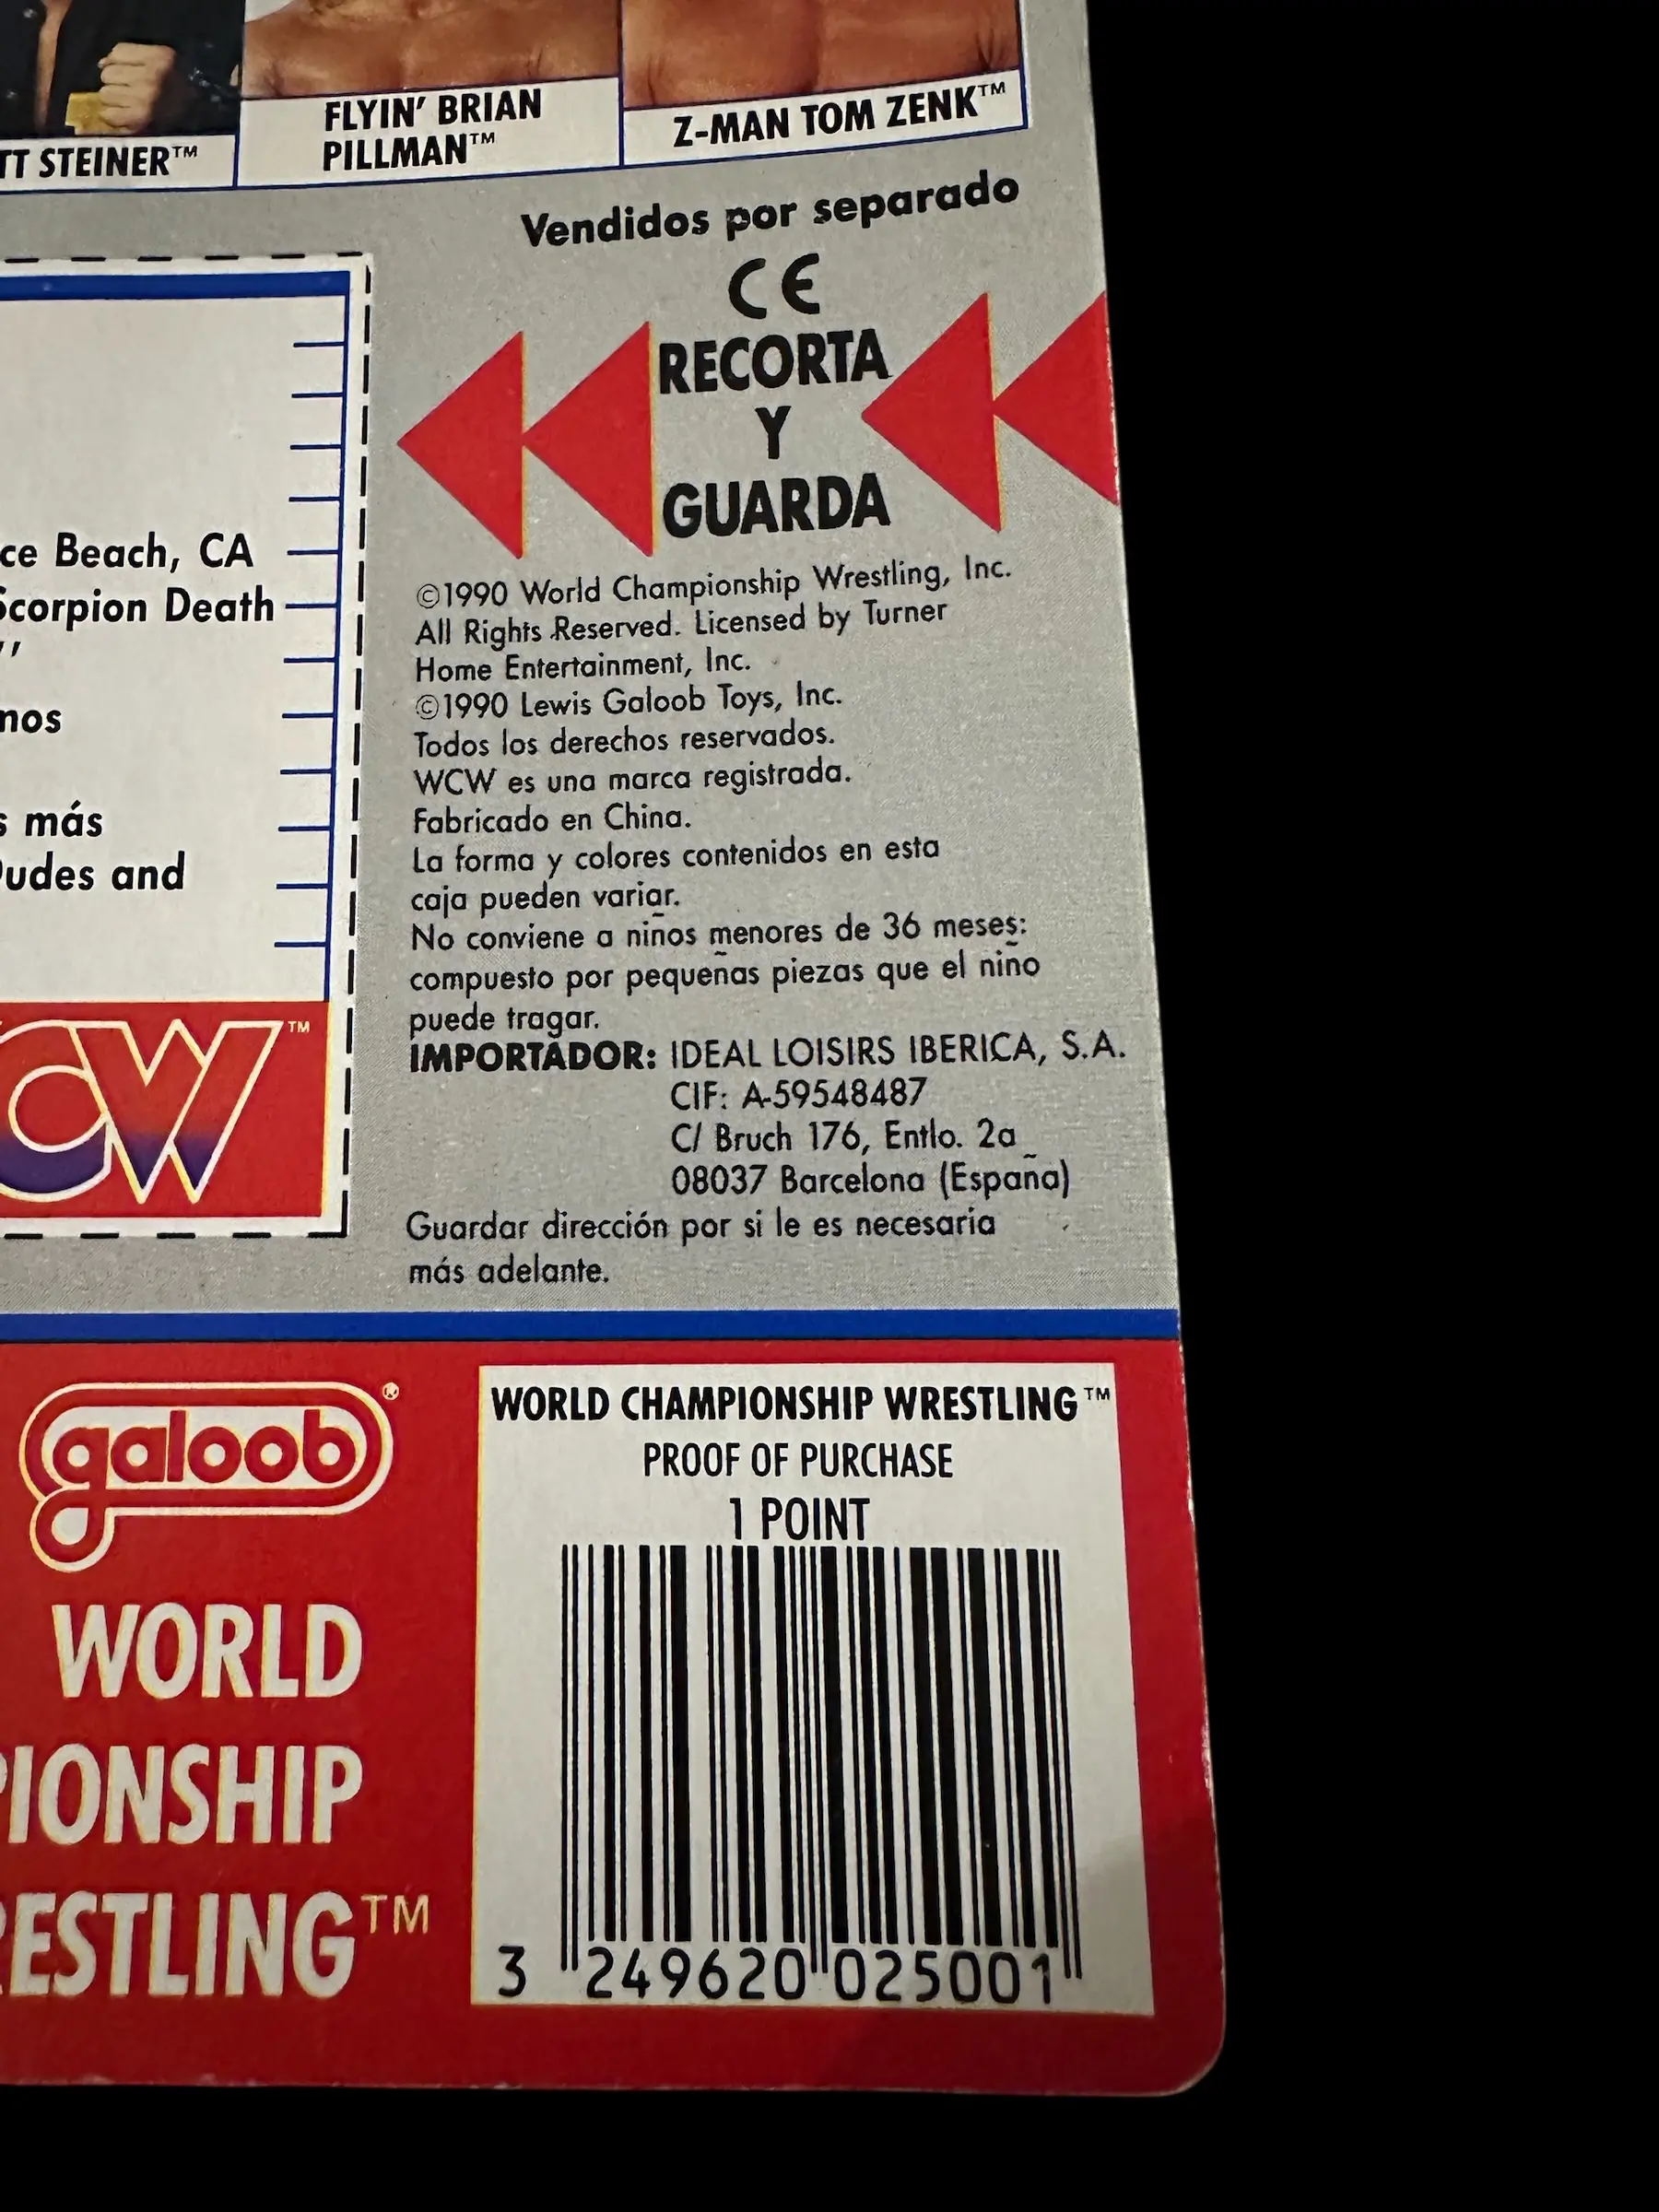 TT STEINER™
FLYIN' BRIAN
PILLMAN™
Z-MAN TOM ZENK™
Vendidos por separado
CE
RECORTA
Y
GUARDA
ce Beach, CA
Scorpion Death
''
nos
s más
Dudes and
CW™
©1990 World Championship Wrestling, Inc.
All Rights Reserved. Licensed by Turner
Home Entertainment, Inc.
©1990 Lewis Galoob Toys, Inc.
Todos los derechos reservados.
WCW es una marca registrada.
Fabricado en China.
La forma y colores contenidos en esta
caja pueden variar.
No conviene a niños menores de 36 meses:
compuesto por pequeñas piezas que el niño
puede tragar.
IMPORTADOR: IDEAL LOISIRS IBERICA, S.A.
CIF: A-59548487
C/ Bruch 176, Entlo. 2a
08037 Barcelona (España)
Guardar dirección por si le es necesaria
más adelante.
galoob®
WORLD
PIONSHIP
RESTLING™
WORLD CHAMPIONSHIP WRESTLING™
PROOF OF PURCHASE
1 POINT
3 249620 025001